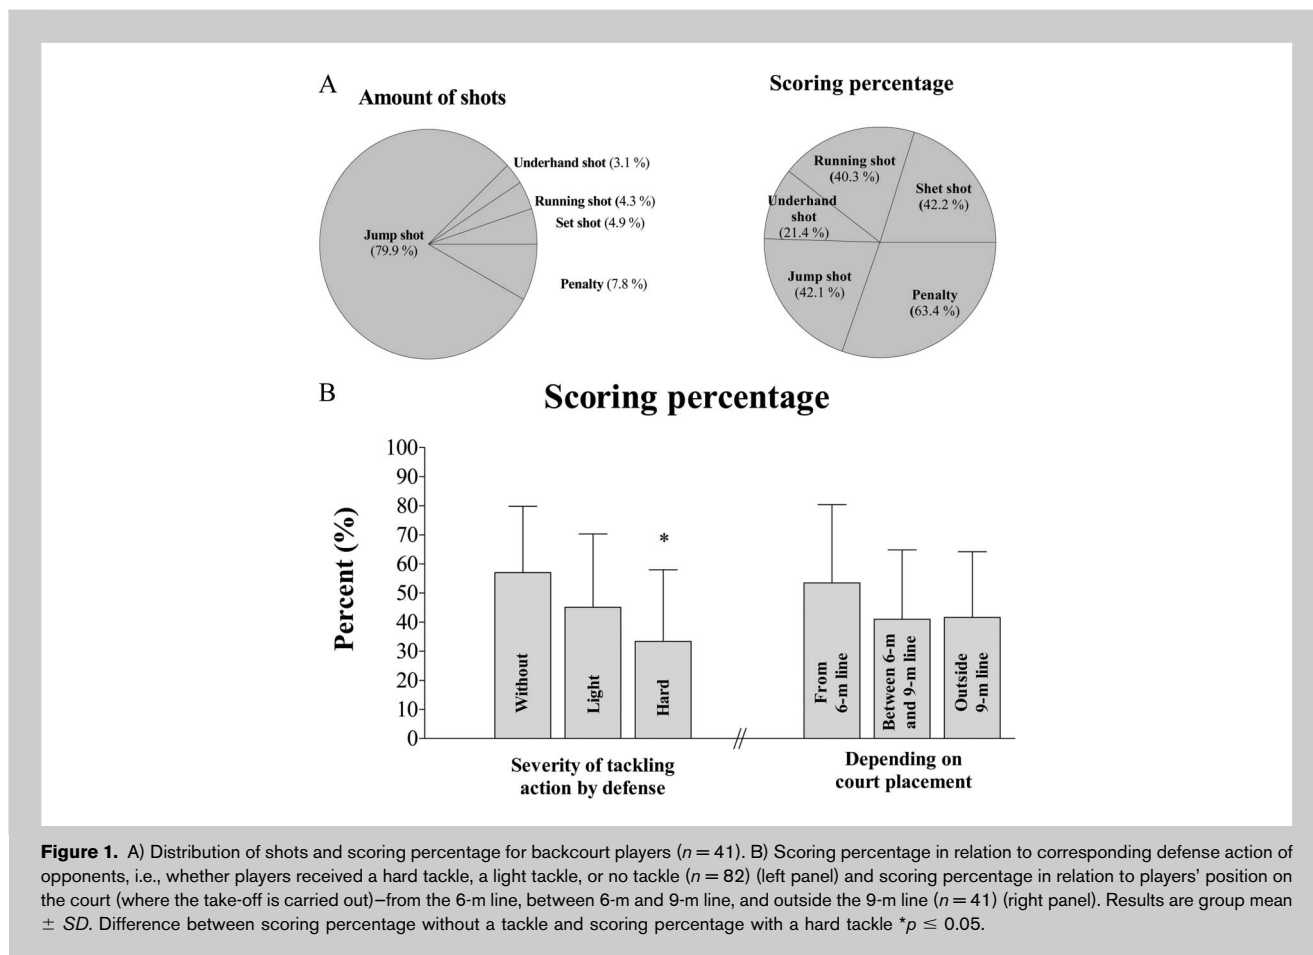 A
Amount of shots
Underhand shot (3.1 %)
Running shot (4.3 %)
Set shot (4.9 %)
Jump shot
(79.9 %)
Penalty (7.8 %)
Scoring percentage
Running shot
(40.3 %)
Shet shot
(42.2 %)
Underhand
shot
(21.4 %)
Jump shot
(42.1 %)
Penalty
(63.4 %)
B
Scoring percentage
Percent (%)
100
90
80
70
60
50
40
30
20
10
0
Without
Light
Hard
*
From
6-m line
Between 6-m
and 9-m line
Outside
9-m line
Severity of tackling
action by defense
//
Depending on
court placement
Figure 1. A) Distribution of shots and scoring percentage for backcourt players (n = 41). B) Scoring percentage in relation to corresponding defense action of
opponents, i.e., whether players received a hard tackle, a light tackle, or no tackle (n = 82) (left panel) and scoring percentage in relation to players' position on
the court (where the take-off is carried out)–from the 6-m line, between 6-m and 9-m line, and outside the 9-m line (n = 41) (right panel). Results are group mean
± SD. Difference between scoring percentage without a tackle and scoring percentage with a hard tackle *p ≤ 0.05.